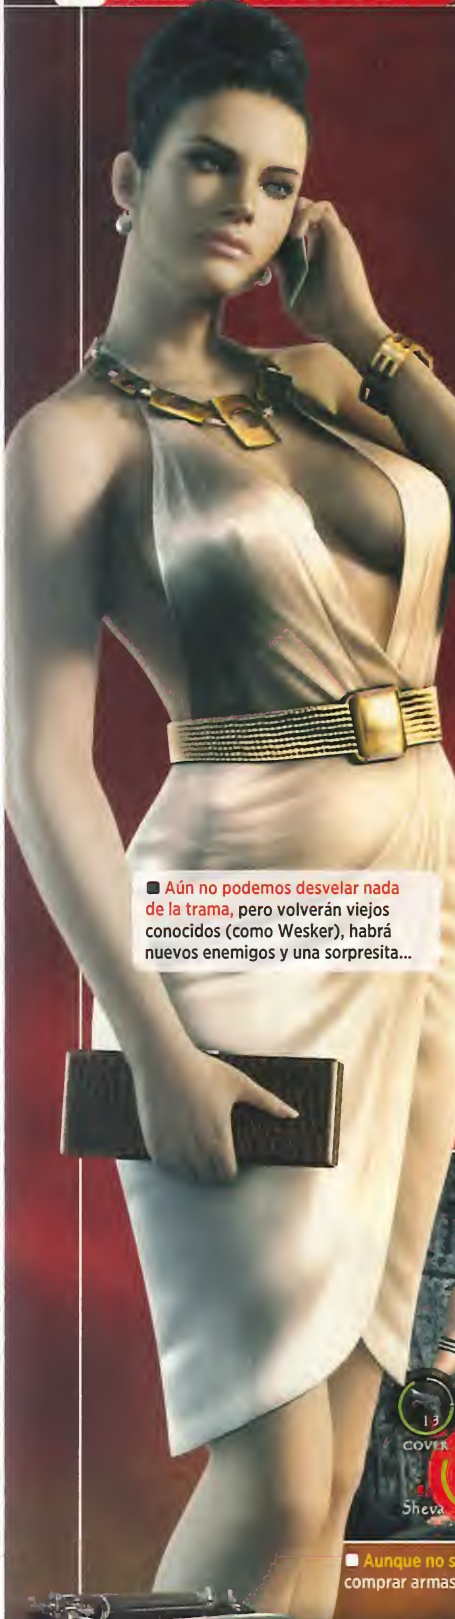 Aún no podemos desvelar nada
de la trama, pero volverán viejos
conocidos (como Wesker), habrá
nuevos enemigos y una sorpresita...
13
COVER
Sheva
Aunque no s
comprar armas